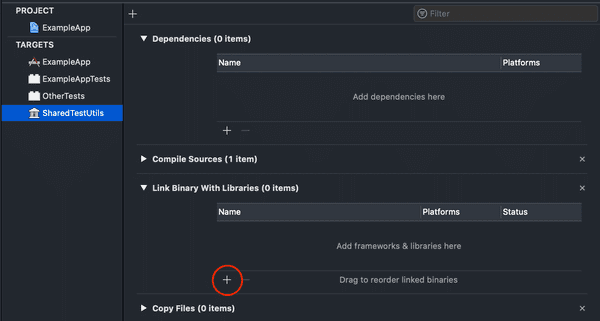 PROJECT
ExampleApp
TARGETS
ExampleApp
ExampleAppTests
OtherTests
SharedTestUtils
Filter
Dependencies (0 items)
Name Platforms
Add dependencies here
Compile Sources (1 item)
Link Binary With Libraries (0 items)
Name Platforms Status
Add frameworks & libraries here
Drag to reorder linked binaries
Copy Files (0 items)